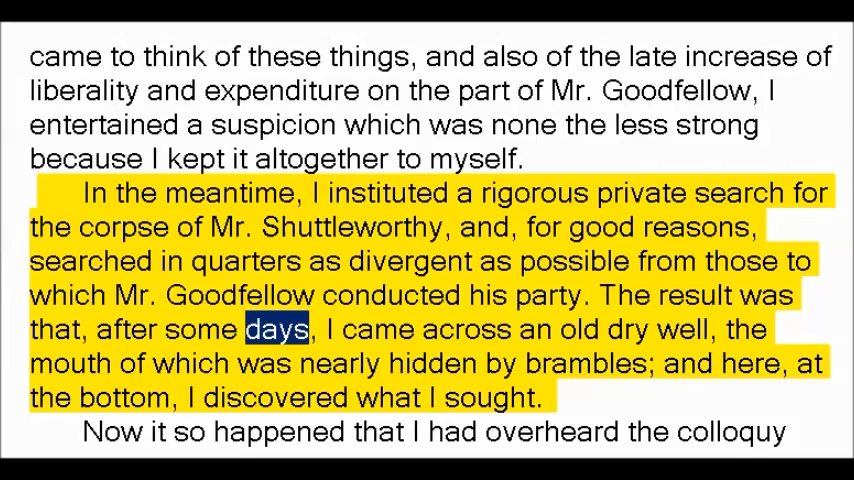 came to think of these things, and also of the late increase of
liberality and expenditure on the part of Mr. Goodfellow, I
entertained a suspicion which was none the less strong
because I kept it altogether to myself.
In the meantime, I instituted a rigorous private search for
the corpse of Mr. Shuttleworthy, and, for good reasons,
searched in quarters as divergent as possible from those to
which Mr. Goodfellow conducted his party. The result was
that, after some days, I came across an old dry well, the
mouth of which was nearly hidden by brambles; and here, at
the bottom, I discovered what I sought.
Now it so happened that I had overheard the colloquy